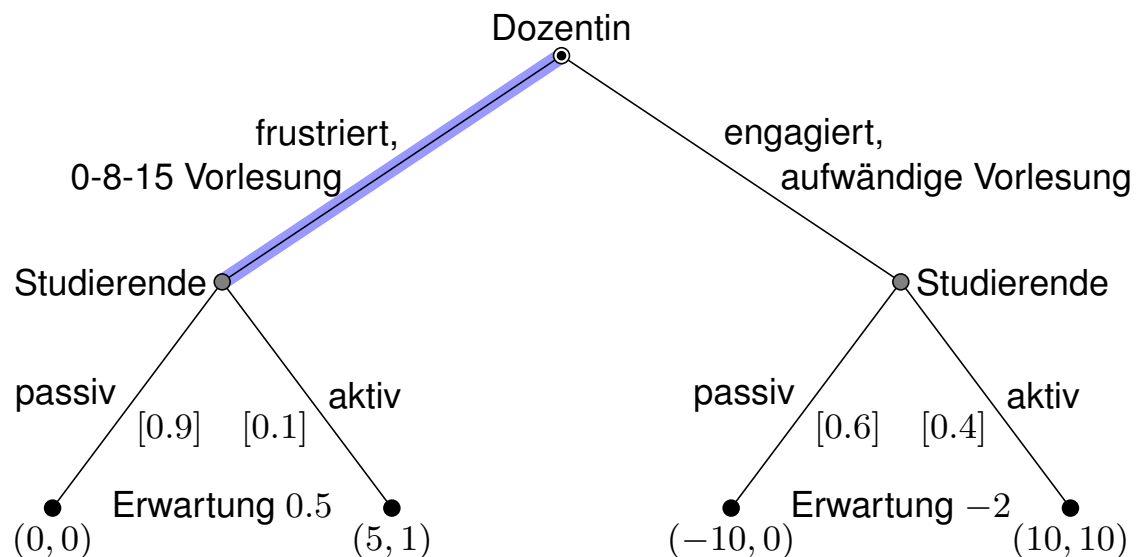 Dozentin
frustriert,
0-8-15 Vorlesung
engagiert,
aufwändige Vorlesung
Studierende
Studierende
passiv
[0.9]
[0.1]
aktiv
passiv
[0.6]
[0.4]
aktiv
Erwartung 0.5
Erwartung −2
(0, 0)
(5, 1)
(−10, 0)
(10, 10)